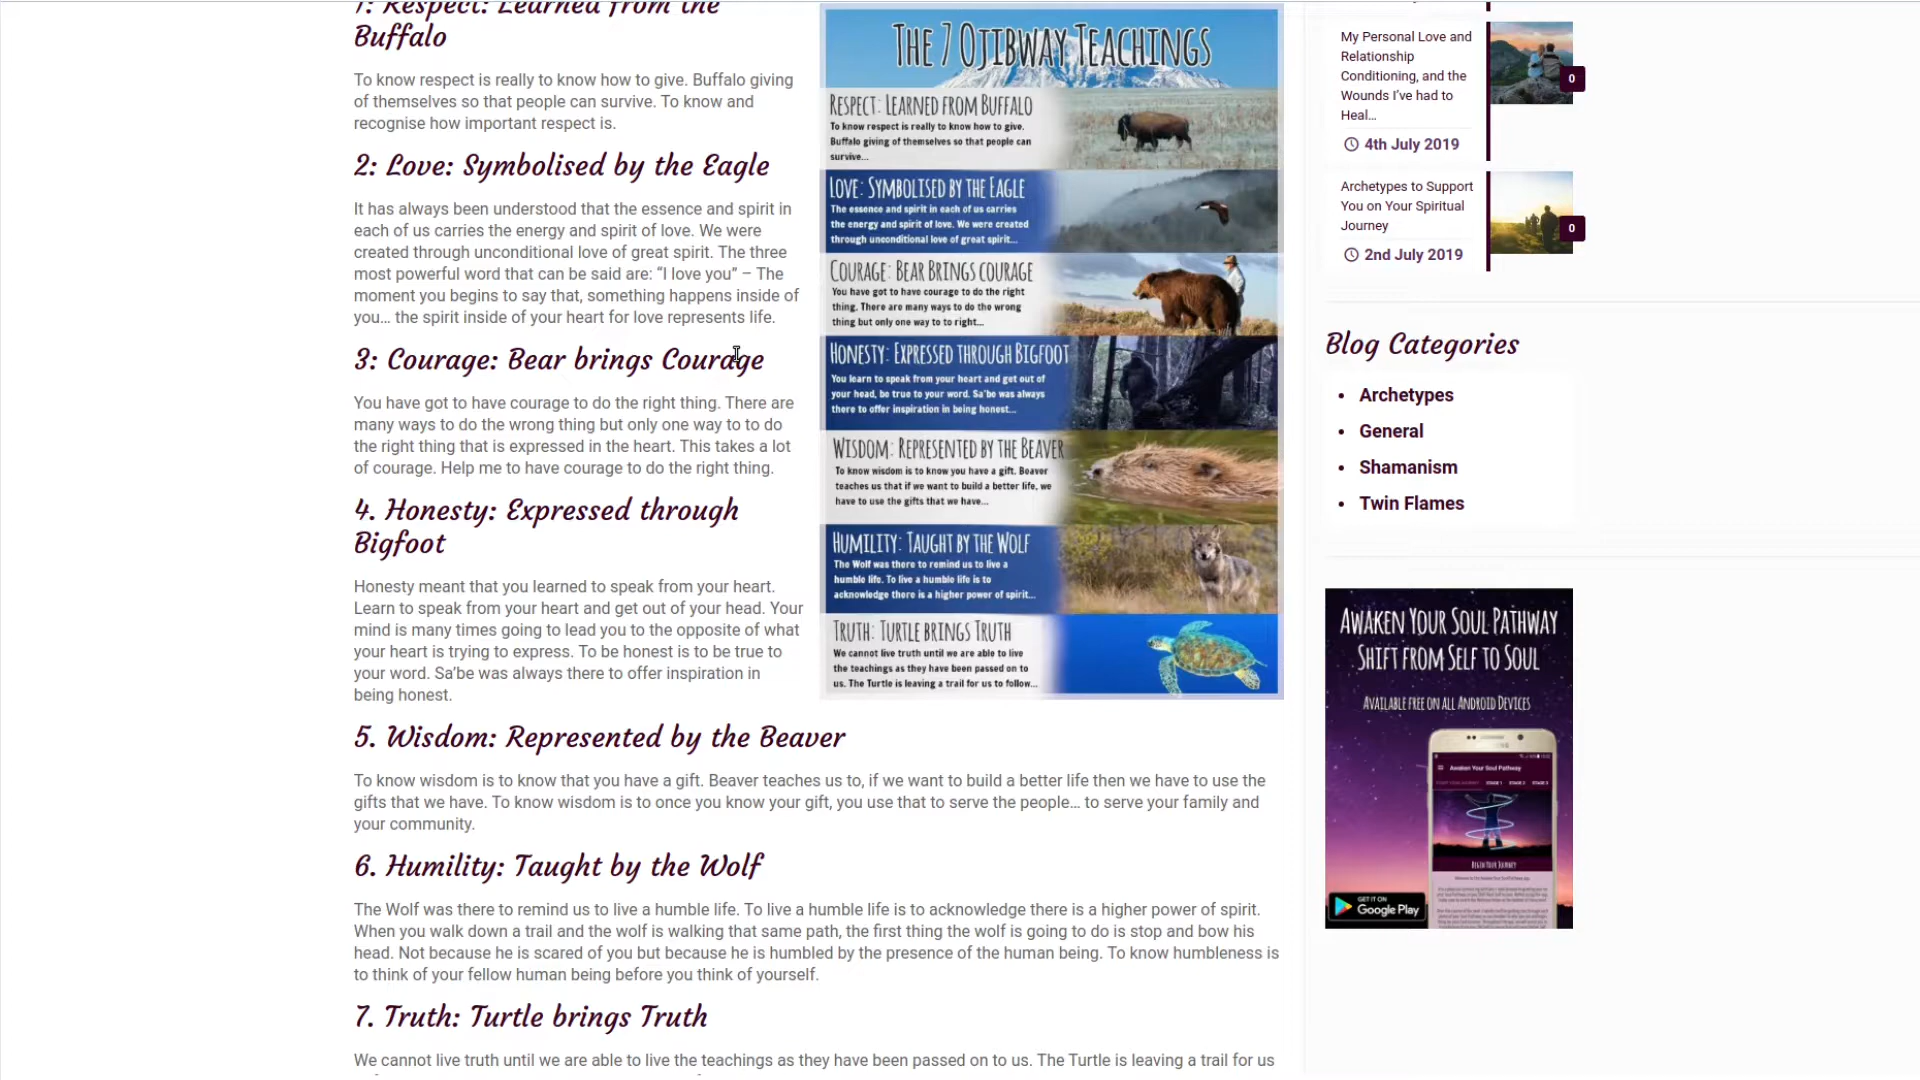 1: Respect: Learned from the
Buffalo
To know respect is really to know how to give. Buffalo giving
of themselves so that people can survive. To know and
recognise how important respect is.
2: Love: Symbolised by the Eagle
It has always been understood that the essence and spirit in
each of us carries the energy and spirit of love. We were
created through unconditional love of great spirit. The three
most powerful word that can be said are: “I love you” – The
moment you begins to say that, something happens inside of
you… the spirit inside of your heart for love represents life.
3: Courage: Bear brings Courage
You have got to have courage to do the right thing. There are
many ways to do the wrong thing but only one way to to do
the right thing that is expressed in the heart. This takes a lot
of courage. Help me to have courage to do the right thing.
4. Honesty: Expressed through
Bigfoot
Honesty meant that you learned to speak from your heart.
Learn to speak from your heart and get out of your head. Your
mind is many times going to lead you to the opposite of what
your heart is trying to express. To be honest is to be true to
your word. Sa’be was always there to offer inspiration in
being honest.
5. Wisdom: Represented by the Beaver
To know wisdom is to know that you have a gift. Beaver teaches us to, if we want to build a better life then we have to use the
gifts that we have. To know wisdom is to once you know your gift, you use that to serve the people… to serve your family and
your community.
6. Humility: Taught by the Wolf
The Wolf was there to remind us to live a humble life. To live a humble life is to acknowledge there is a higher power of spirit.
When you walk down a trail and the wolf is walking that same path, the first thing the wolf is going to do is stop and bow his
head. Not because he is scared of you but because he is humbled by the presence of the human being. To know humbleness is
to think of your fellow human being before you think of yourself.
7. Truth: Turtle brings Truth
We cannot live truth until we are able to live the teachings as they have been passed on to us. The Turtle is leaving a trail for us
THE 7 OJIBWAY TEACHINGS
RESPECT: LEARNED FROM BUFFALO
To know respect is really to know how to give.
Buffalo giving of themselves so that people can
survive...
LOVE: SYMBOLISED BY THE EAGLE
The essence and spirit in each of us carries
the energy and spirit of love. We were created
through unconditional love of great spirit...
COURAGE: BEAR BRINGS COURAGE
You have got to have courage to do the right
thing. There are many ways to do the wrong
thing but only one way to to right...
HONESTY: EXPRESSED THROUGH BIGFOOT
You learn to speak from your heart and get out of
your head, be true to your word. Sa'be was always
there to offer inspiration in being honest...
WISDOM: REPRESENTED BY THE BEAVER
To know wisdom is to know you have a gift. Beaver
teaches us that if we want to build a better life, we
have to use the gifts that we have...
HUMILITY: TAUGHT BY THE WOLF
The Wolf was there to remind us to live a
humble life. To live a humble life is to
acknowledge there is a higher power of spirit...
TRUTH: TURTLE BRINGS TRUTH
We cannot live truth until we are able to live
the teachings as they have been passed on to
us. The Turtle is leaving a trail for us to follow...
My Personal Love and
Relationship
Conditioning, and the
Wounds I’ve had to
Heal…
0
4th July 2019
Archetypes to Support
You on Your Spiritual
Journey
0
2nd July 2019
Blog Categories
Archetypes
General
Shamanism
Twin Flames
AWAKEN YOUR SOUL PATHWAY
SHIFT FROM SELF TO SOUL
AVAILABLE FREE ON ALL ANDROID DEVICES
Awaken Your Soul Pathway
STAGE 1 STAGE 2 STAGE 3
BEGIN YOUR JOURNEY
GET IT ON
Google Play